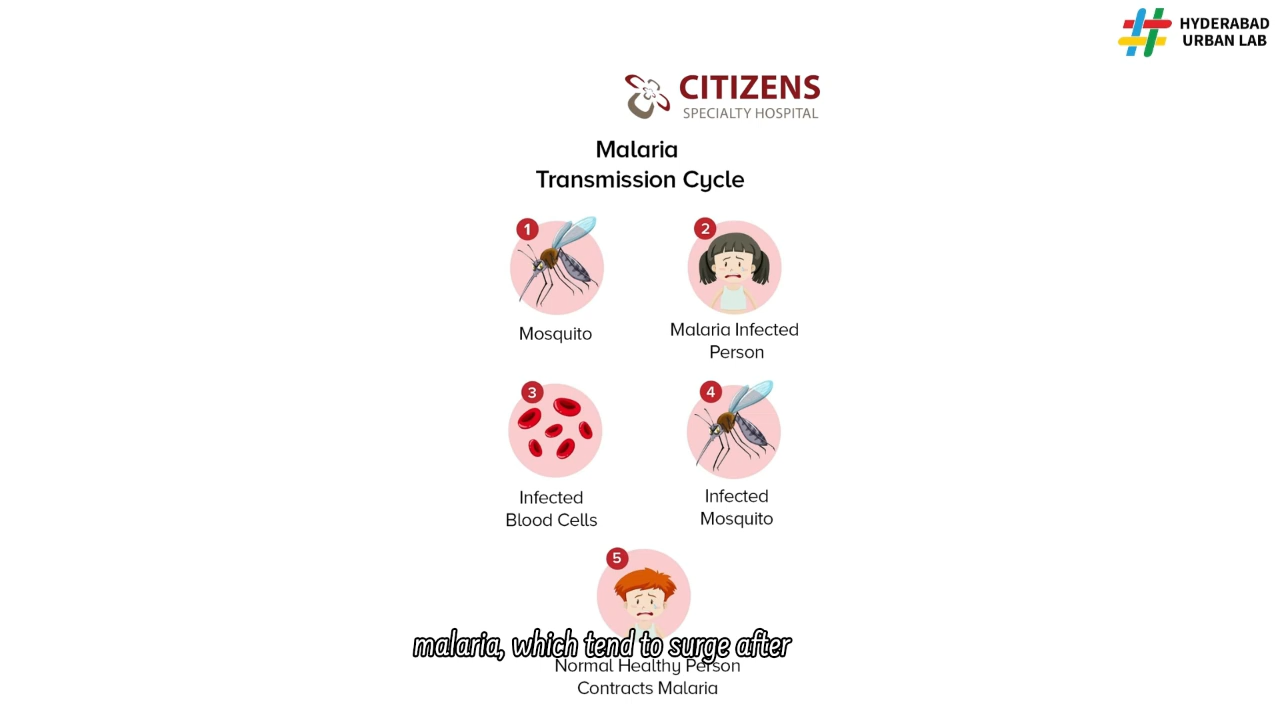 HYDERABAD
URBAN LAB
CITIZENS
SPECIALTY HOSPITAL
Malaria
Transmission Cycle
1
Mosquito
2
Malaria Infected
Person
3
Infected
Blood Cells
4
Infected
Mosquito
5
malaria, which tend to surge after
Normal Healthy Person
Contracts Malaria